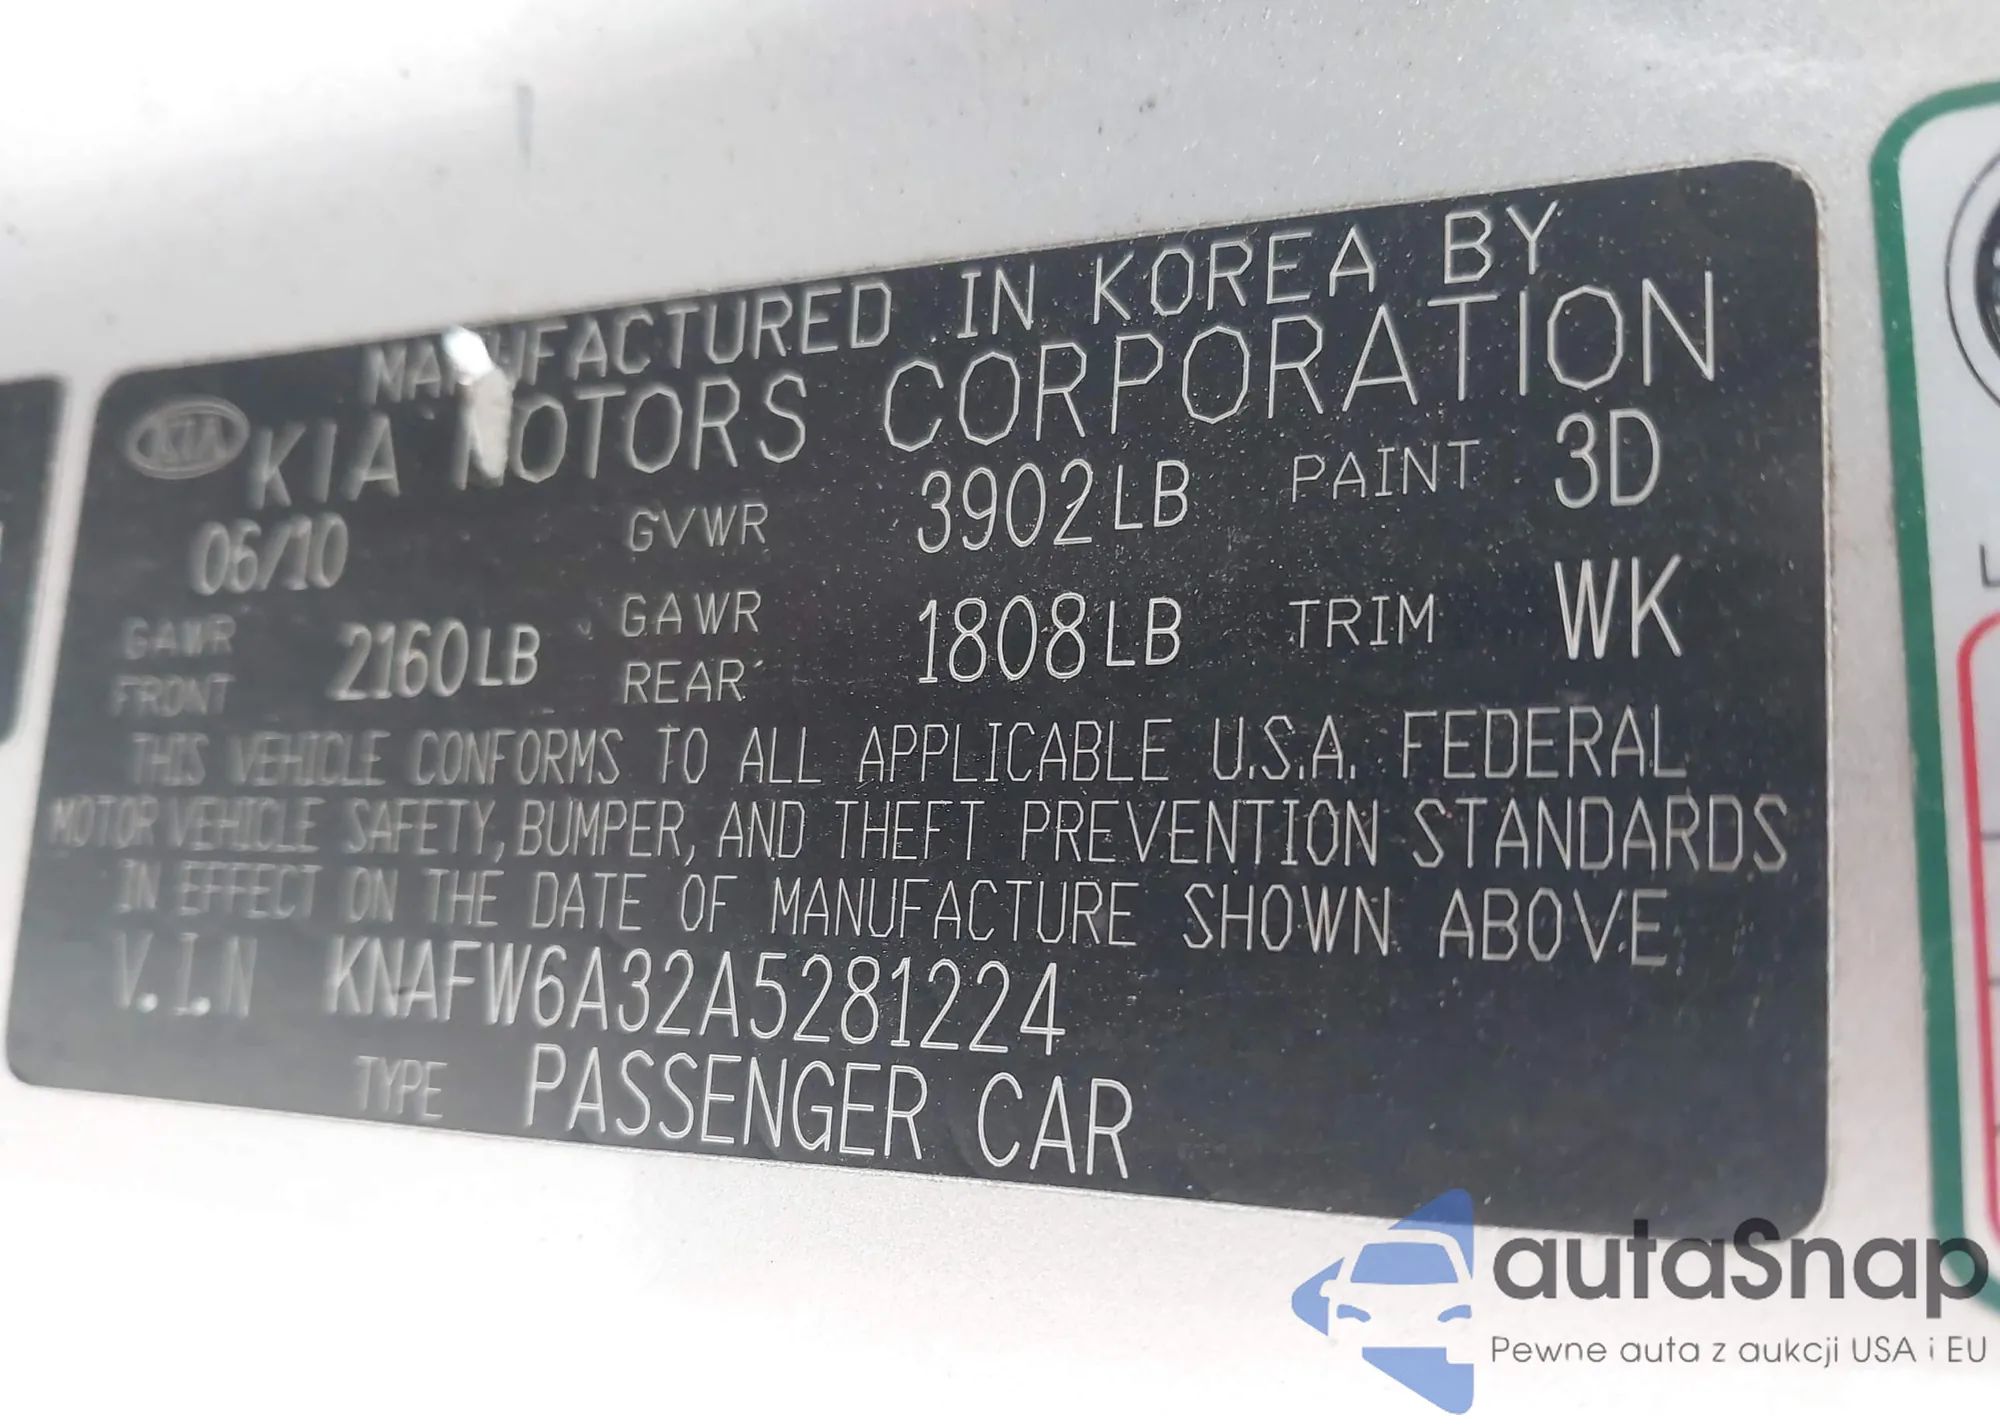 MANUFACTURED IN KOREA BY
KIA KIA MOTORS CORPORATION
06/10 GVWR 3902LB PAINT 3D
GAWR FRONT 2160LB GAWR REAR 1808LB TRIM WK
THIS VEHICLE CONFORMS TO ALL APPLICABLE U.S.A. FEDERAL
MOTOR VEHICLE SAFETY, BUMPER, AND THEFT PREVENTION STANDARDS
IN EFFECT ON THE DATE OF MANUFACTURE SHOWN ABOVE
V.I.N KNAFW6A32A5281224
TYPE PASSENGER CAR
autaSnap
Pewne auta z aukcji USA i EU